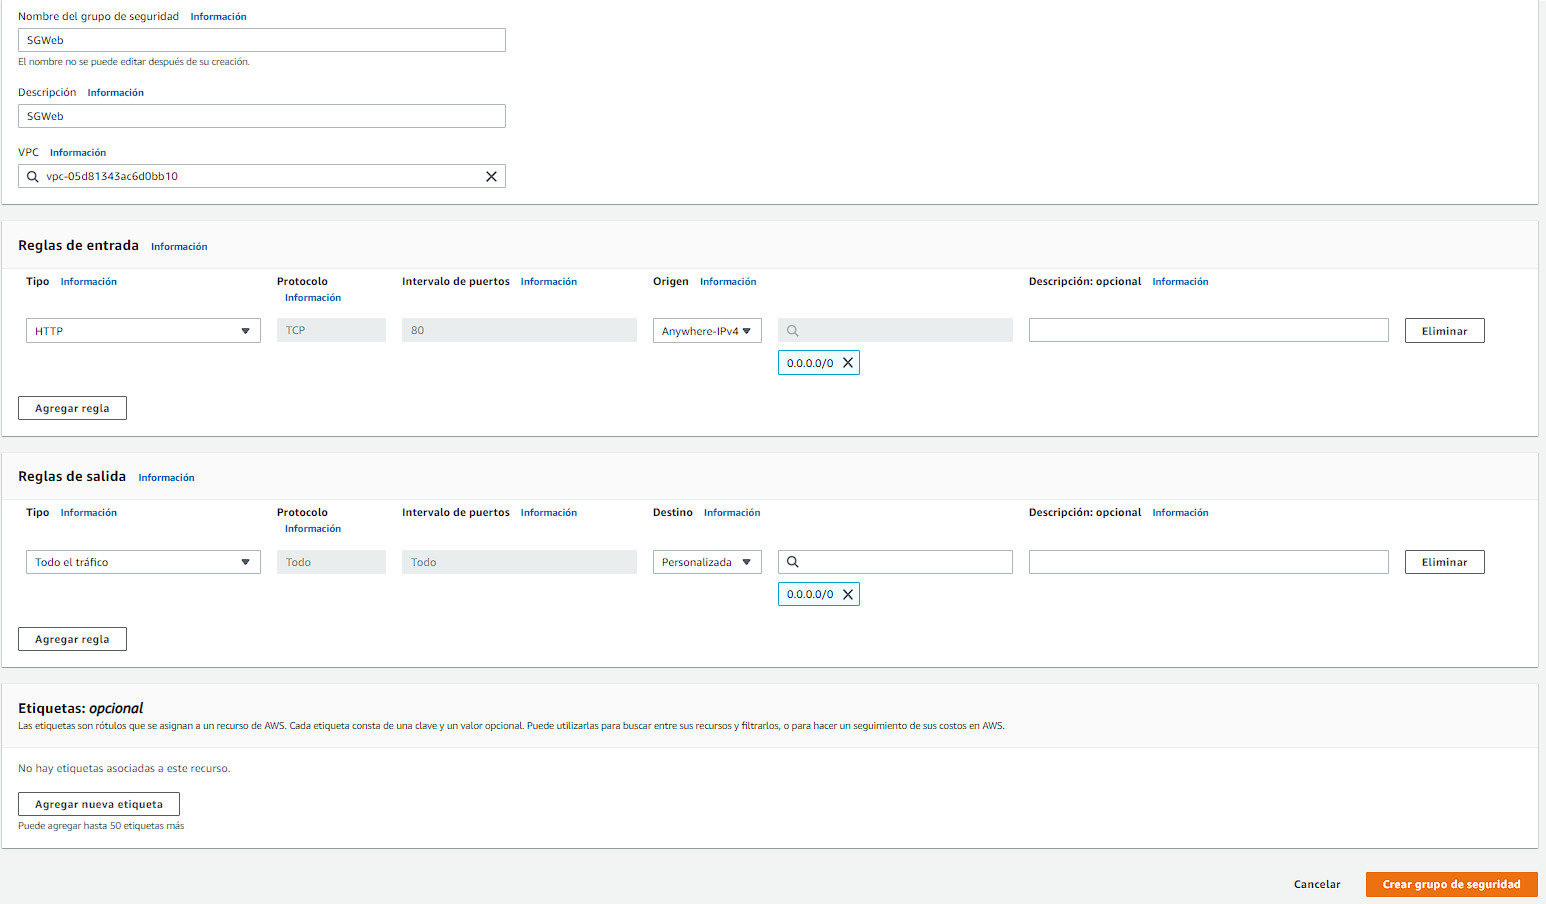 Nombre del grupo de seguridad Información
SGWeb
El nombre no se puede editar después de su creación.
Descripción Información
SGWeb
VPC Información
vpc-05d81343ac6d0bb10
Reglas de entrada Información
Tipo Información Protocolo Información Intervalo de puertos Información Origen Información Descripción: opcional Información
HTTP TCP 80 Anywhere-IPv4 Eliminar
0.0.0.0/0
Agregar regla
Reglas de salida Información
Tipo Información Protocolo Información Intervalo de puertos Información Destino Información Descripción: opcional Información
Todo el tráfico Todo Todo Personalizada Eliminar
0.0.0.0/0
Agregar regla
Etiquetas: opcional
Las etiquetas son rótulos que se asignan a un recurso de AWS. Cada etiqueta consta de una clave y un valor opcional. Puede utilizarlas para buscar entre sus recursos y filtrarlos, o para hacer un seguimiento de sus costos en AWS.
No hay etiquetas asociadas a este recurso.
Agregar nueva etiqueta
Puede agregar hasta 50 etiquetas más
Cancelar Crear grupo de seguridad